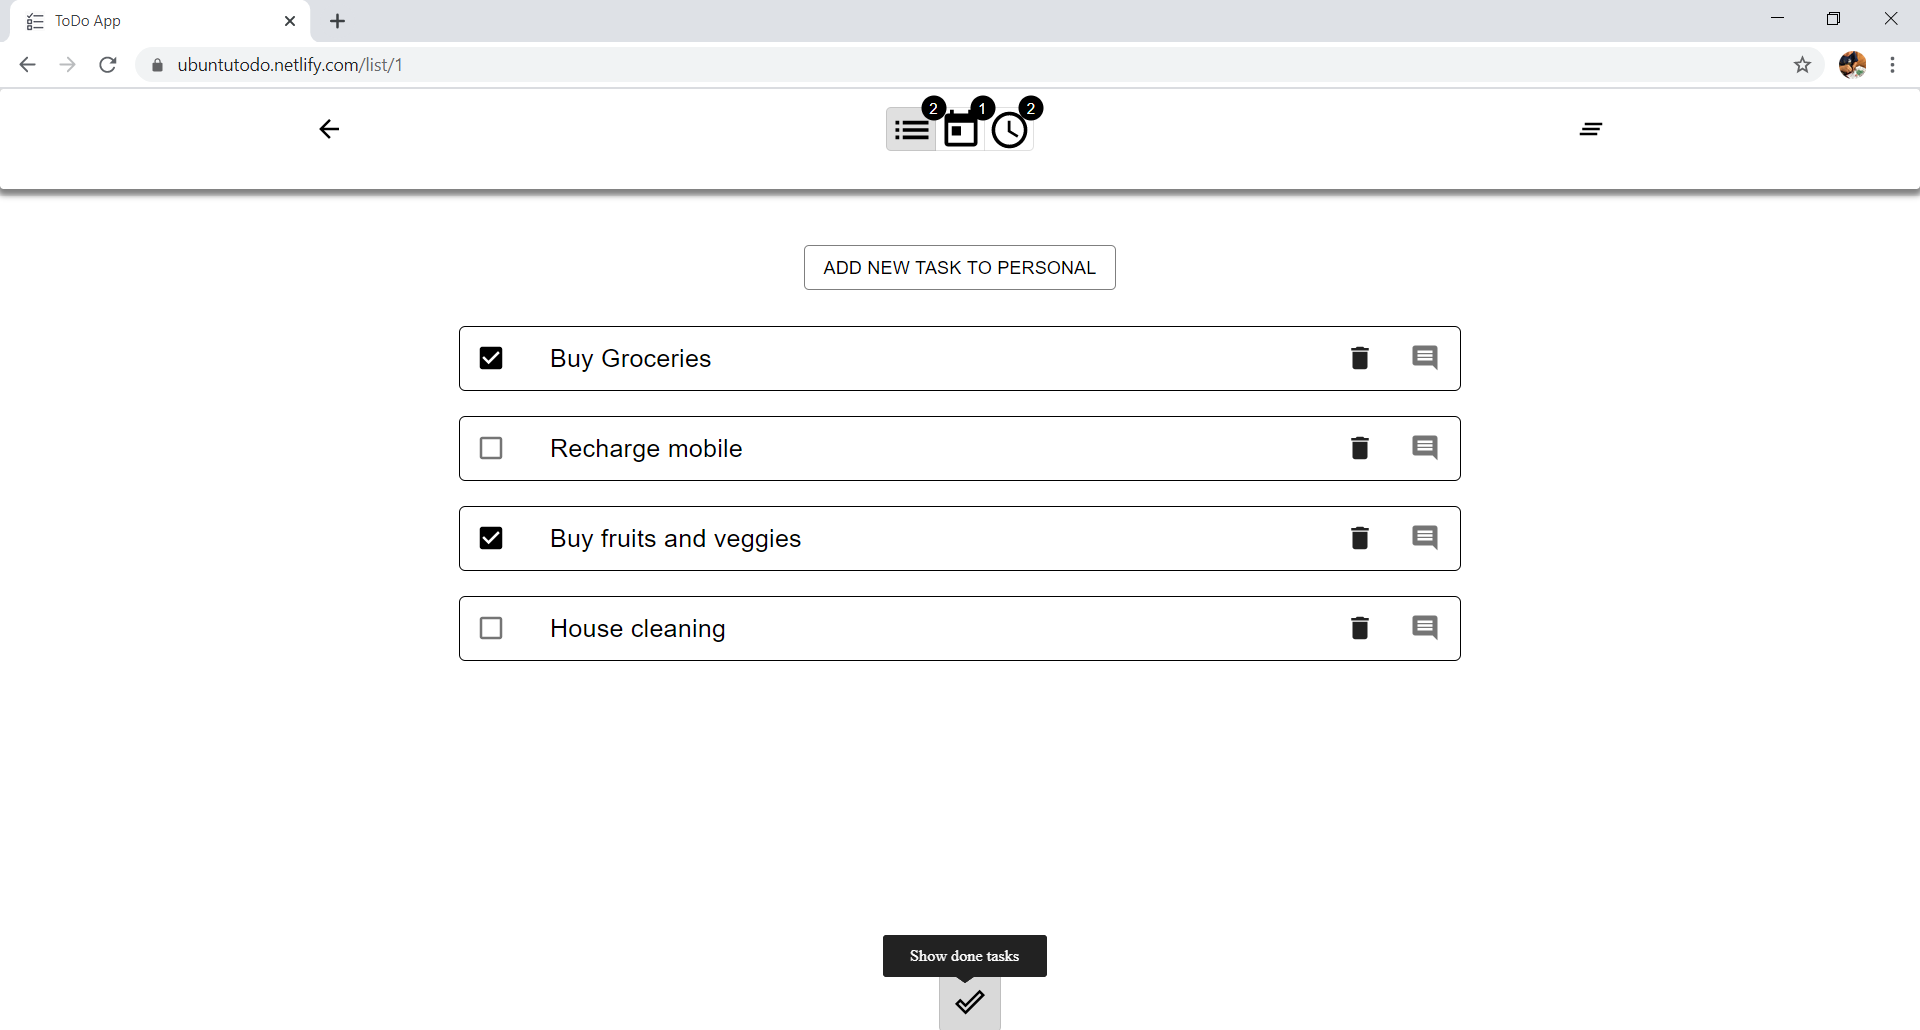 ToDo App
ubuntutodo.netlify.com/list/1
2 1 2
ADD NEW TASK TO PERSONAL
Buy Groceries
Recharge mobile
Buy fruits and veggies
House cleaning
Show done tasks